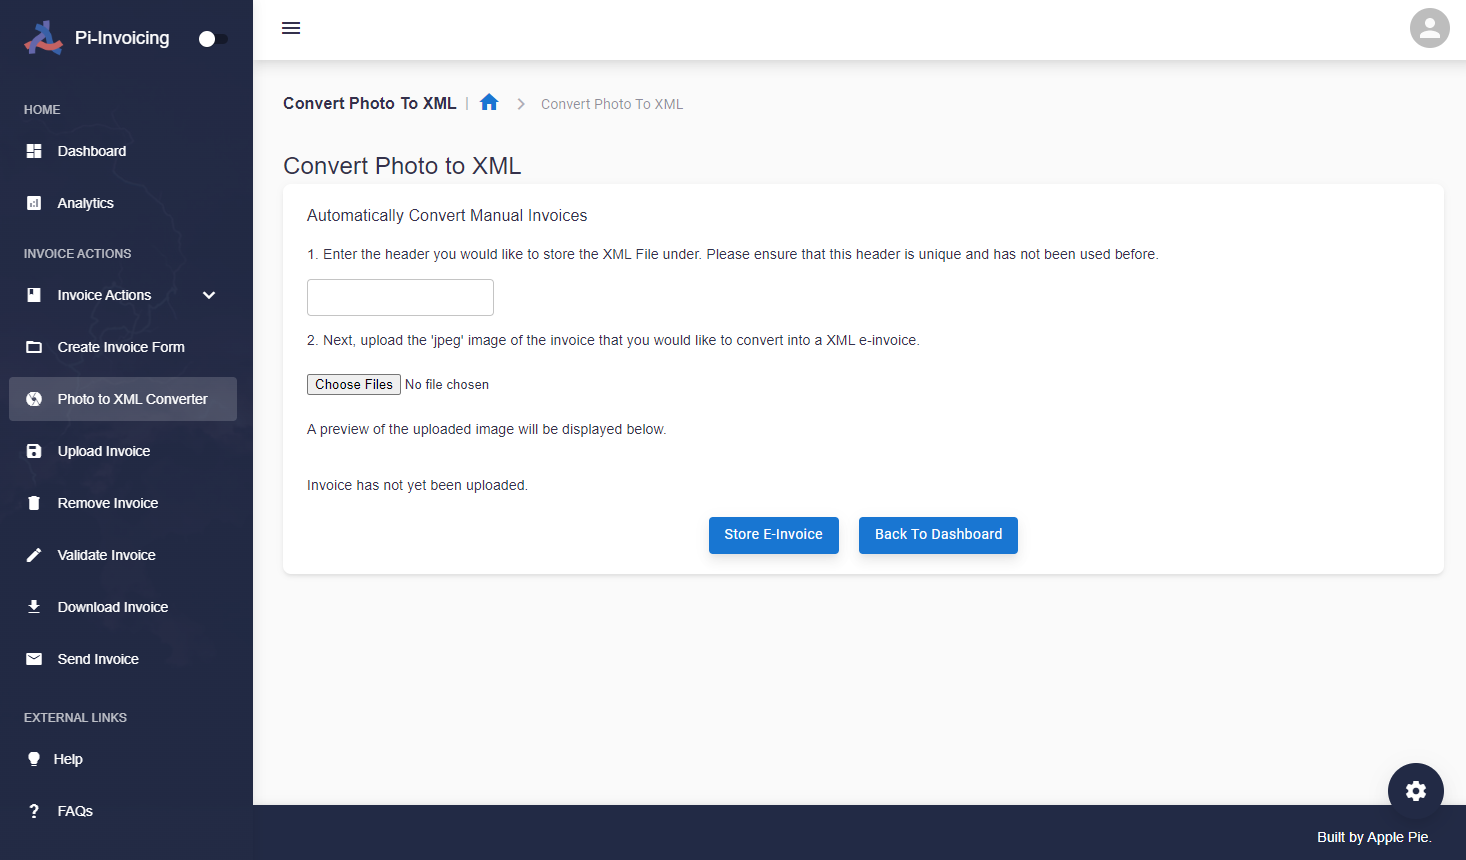 Pi-Invoicing
HOME
Dashboard
Analytics
INVOICE ACTIONS
Invoice Actions
Create Invoice Form
Photo to XML Converter
Upload Invoice
Remove Invoice
Validate Invoice
Download Invoice
Send Invoice
EXTERNAL LINKS
Help
FAQs
Convert Photo To XML | Convert Photo To XML
Convert Photo to XML
Automatically Convert Manual Invoices
1. Enter the header you would like to store the XML File under. Please ensure that this header is unique and has not been used before.
2. Next, upload the 'jpeg' image of the invoice that you would like to convert into a XML e-invoice.
Choose Files No file chosen
A preview of the uploaded image will be displayed below.
Invoice has not yet been uploaded.
Store E-Invoice Back To Dashboard
Built by Apple Pie.